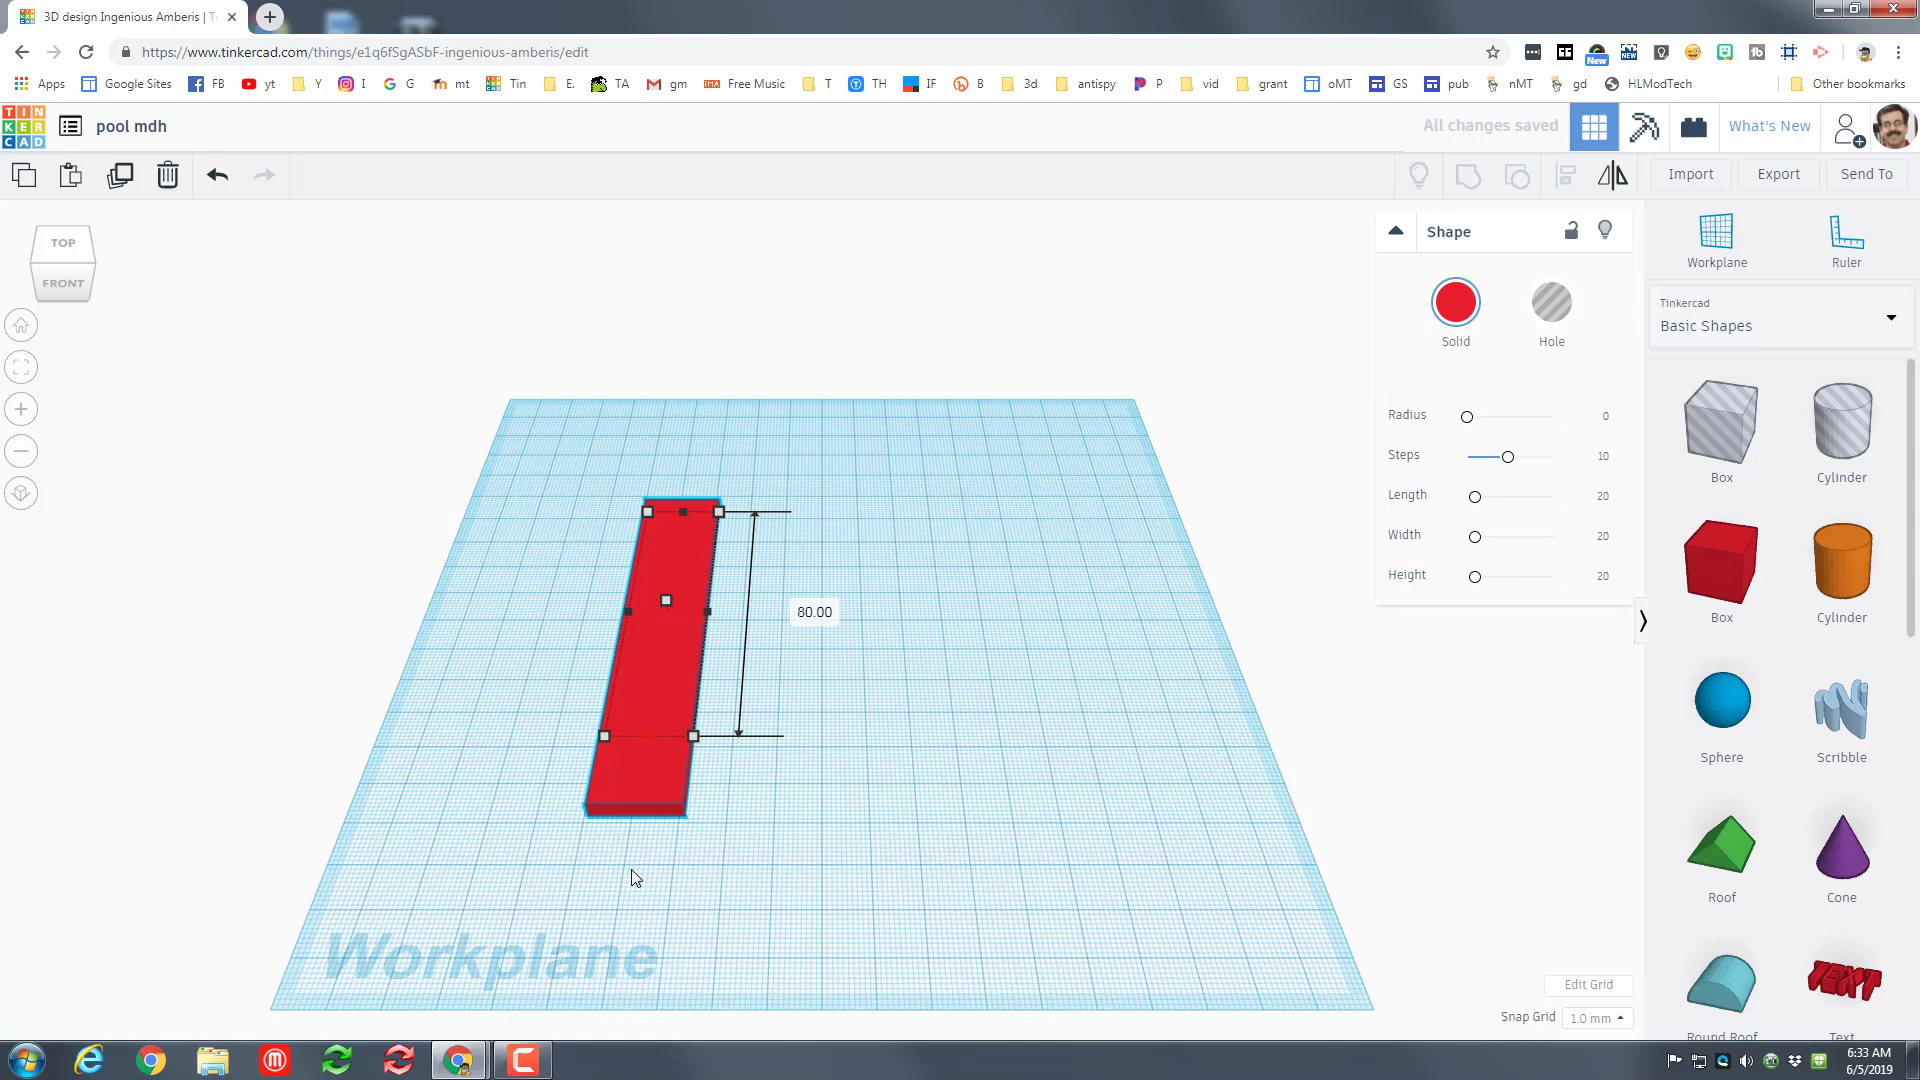 3D design Ingenious Amberis | T
https://www.tinkercad.com/things/e1q6fSgASbF-ingenious-amberis/edit
New
NEW
Apps Google Sites FB yt Y I G mt Tin E. TA gm Free Music T TH IF B 3d antispy P vid grant oMT GS pub nMT gd HLModTech Other bookmarks
TIN
KER
CAD
pool mdh
All changes saved
What's New
Import Export Send To
TOP
FRONT
Shape
Solid Hole
Radius 0
Steps 10
Length 20
Width 20
Height 20
Workplane Ruler
Tinkercad
Basic Shapes
Box Cylinder
Box Cylinder
Sphere Scribble
Roof Cone
TEXT
Round Roof Text
80.00
Workplane
Edit Grid
Snap Grid 1.0 mm
6:33 AM
6/5/2019